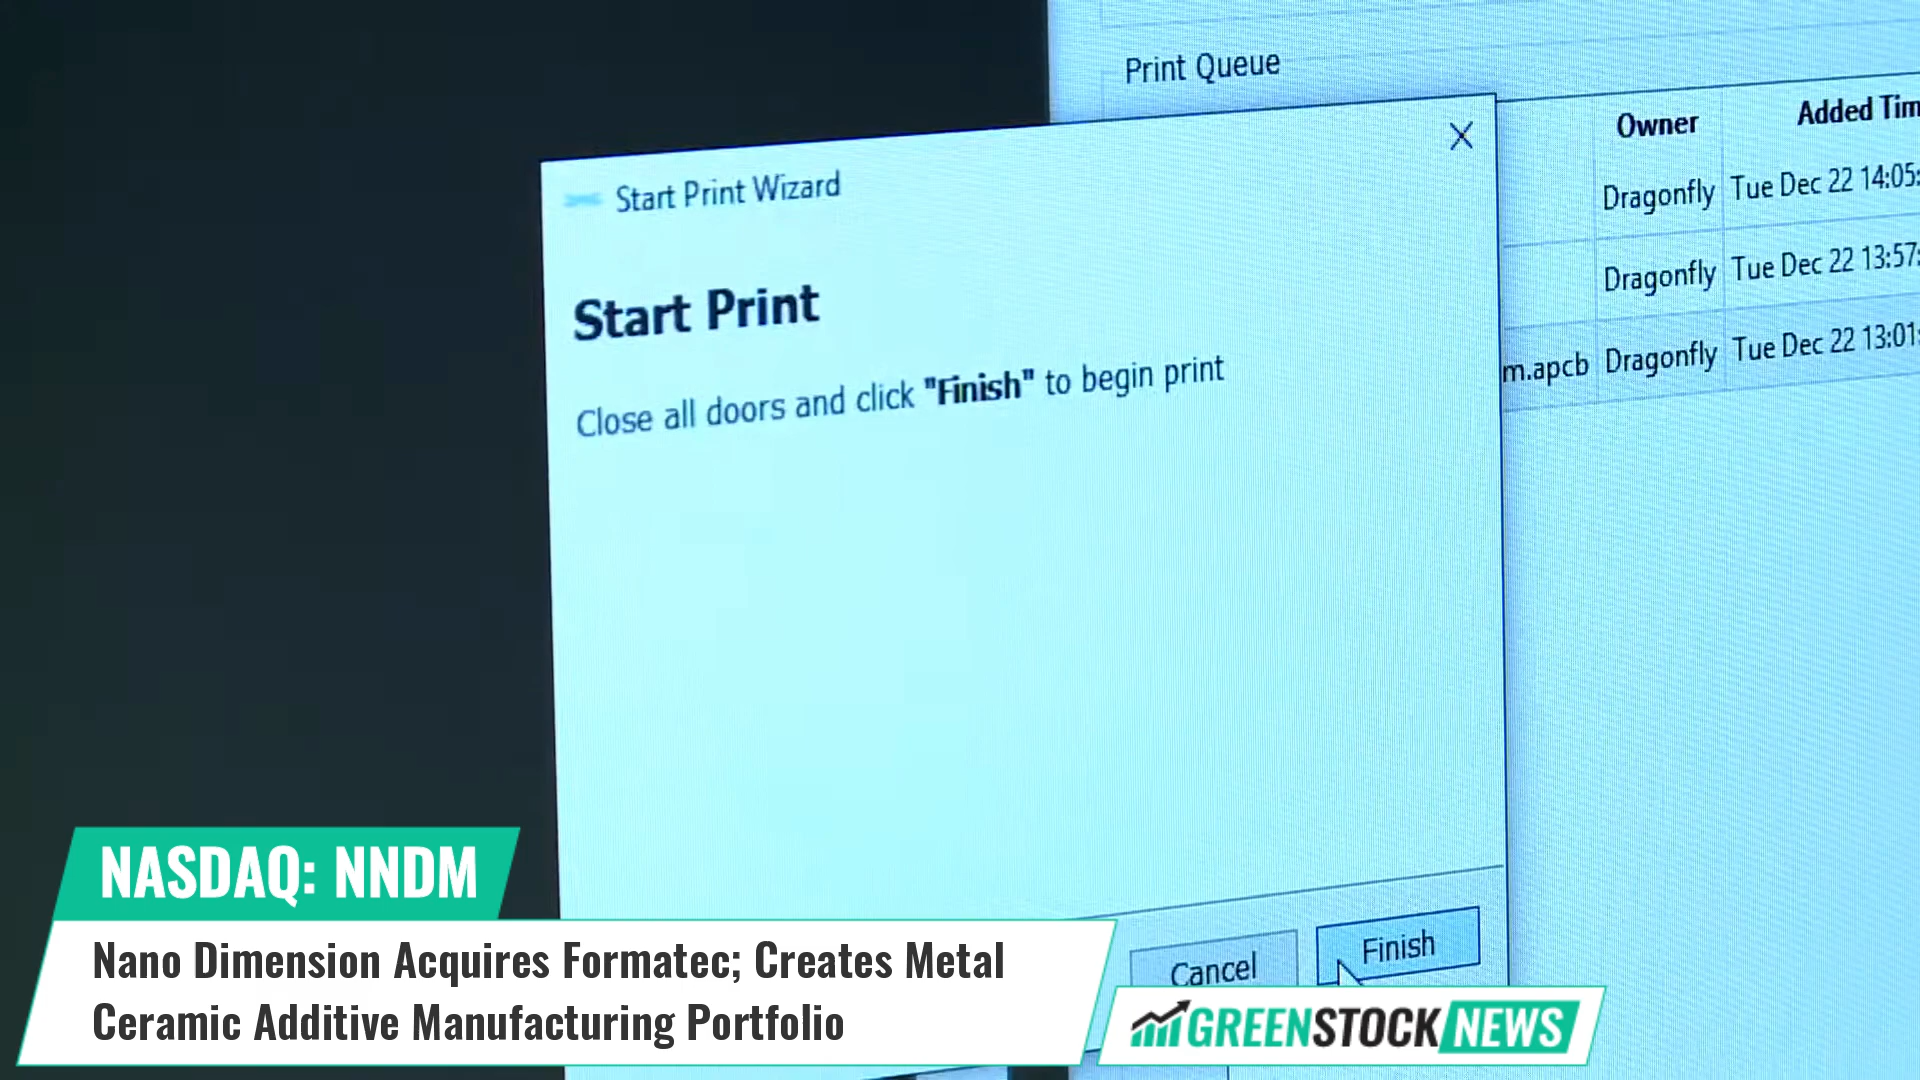 Print Queue
Owner
Added Tim
Start Print Wizard
Dragonfly Tue Dec 22 14:05:
Start Print
Dragonfly Tue Dec 22 13:57:
Close all doors and click "Finish" to begin print
m.apcb Dragonfly Tue Dec 22 13:01:
Cancel
Finish
NASDAQ: NNDM
Nano Dimension Acquires Formatec; Creates Metal
Ceramic Additive Manufacturing Portfolio
GREENSTOCK NEWS